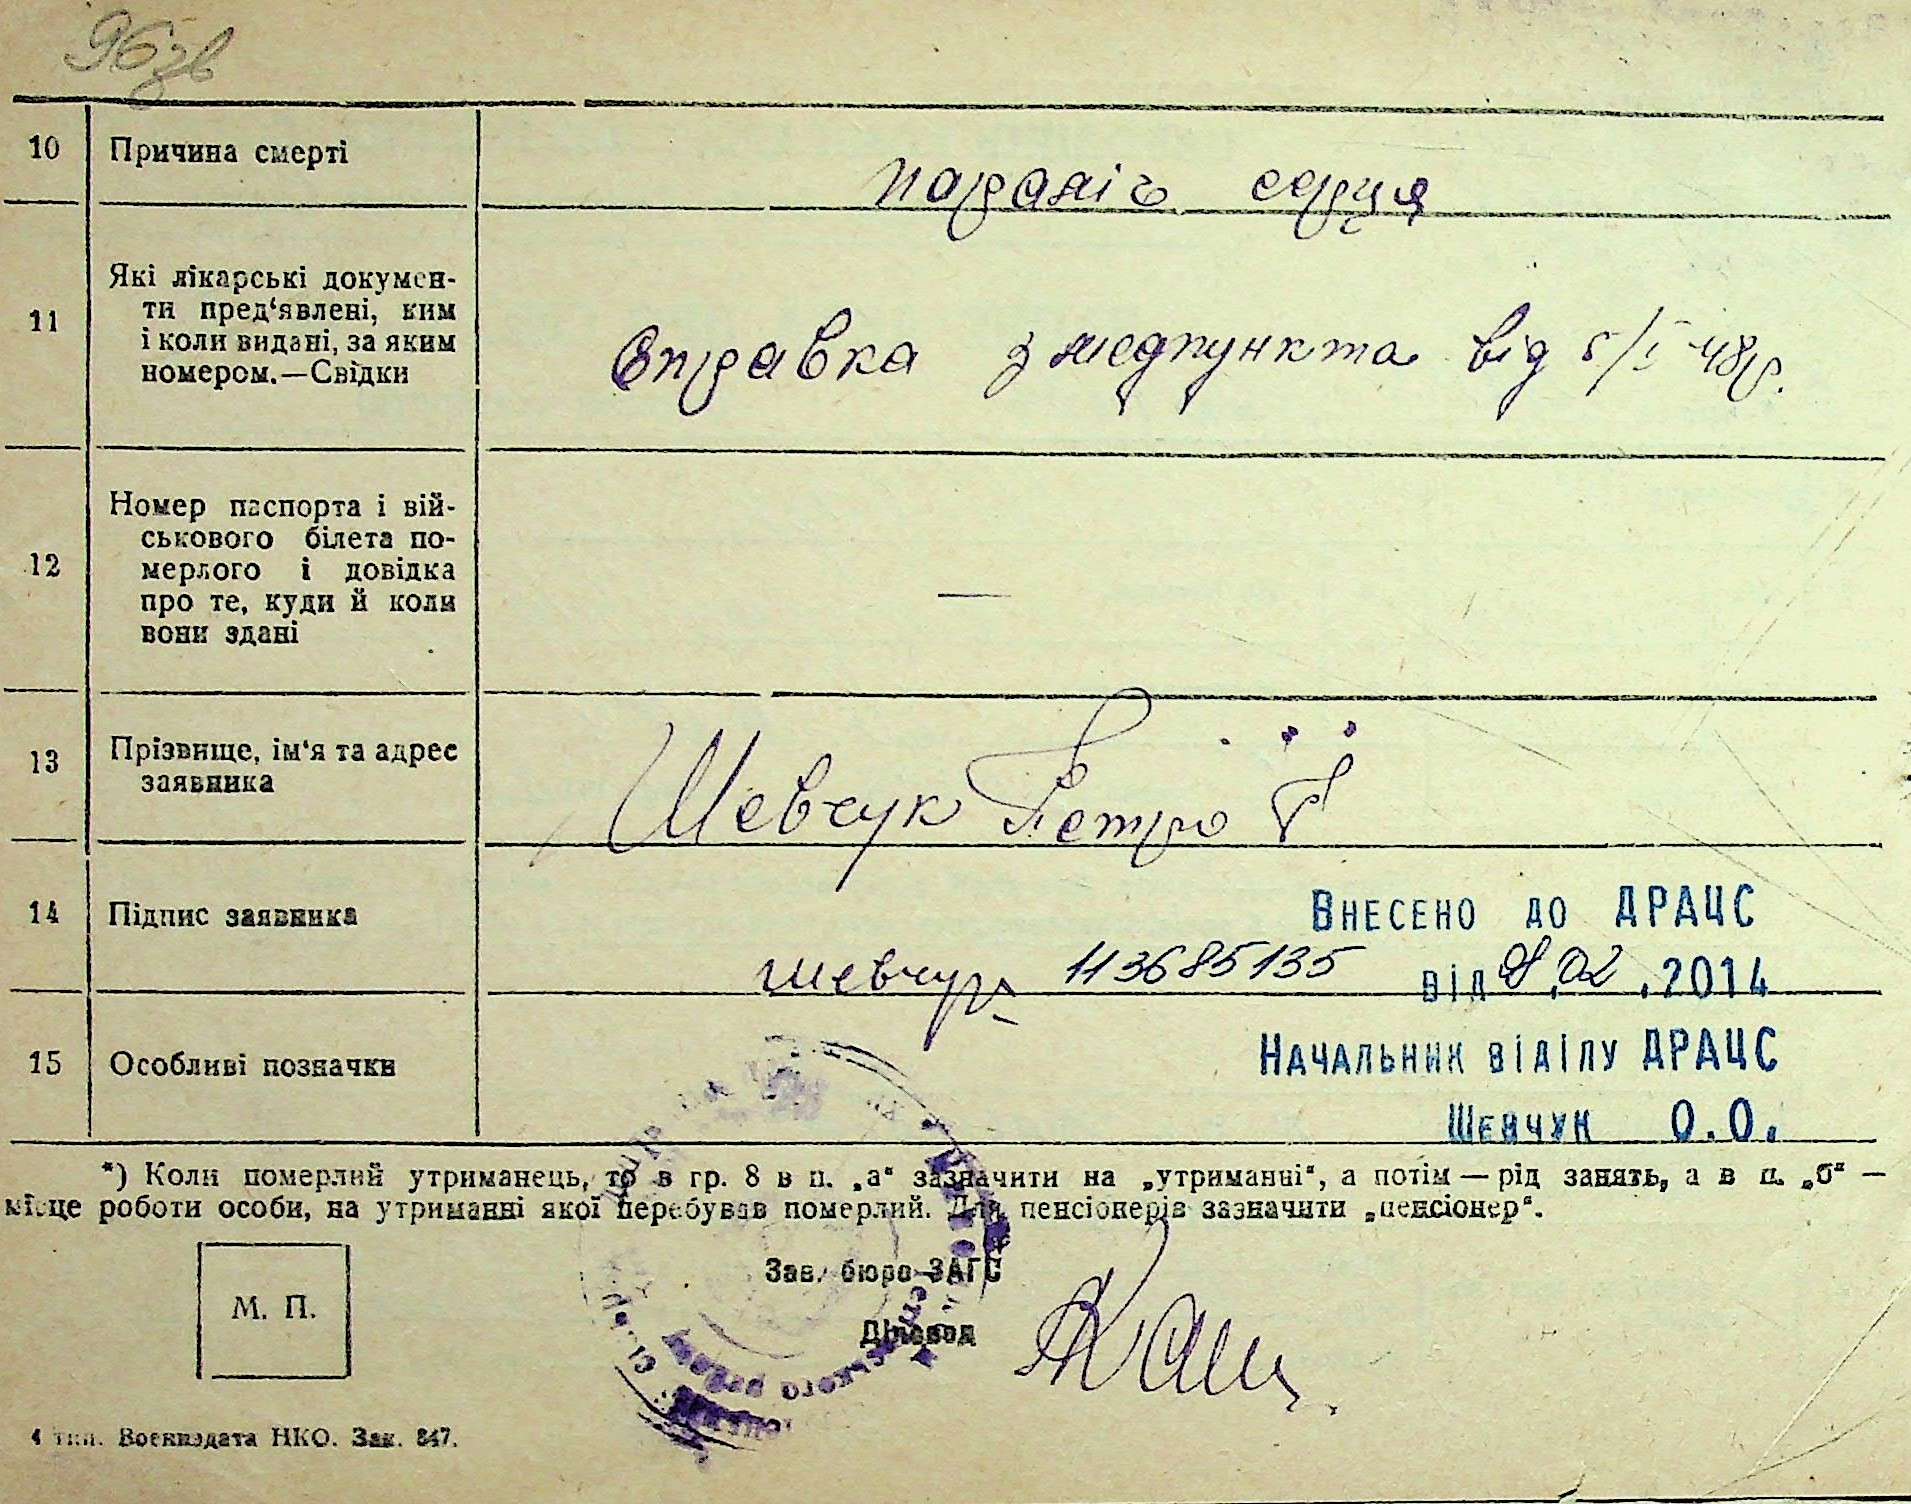 96зв
10 Причина смерті
параліч серця
11 Які лікарські докумен-
ти пред‘явлені, ким
і коли видані, за яким
номером.—Свідки
Справка з медпункта від 5/I 48р.
12 Номер паспорта і вій-
ськового білета по-
мерлого і довідка
про те, куди й коли
вони здані
—
13 Прізвище, ім‘я та адрес
заявника
Шевчук Петро Г
14 Підпис заявника
Внесено до ДРАЦС
шевчук 113685135 від .02.2014
15 Особливі позначки
Начальник віділу ДРАЦС
Шевчук О.О.
*) Коли померлий утриманець, то в гр. 8 в п. „а“ зазначити на „утриманні“, а потім — рід занять, а в п. „б“ —
місце роботи особи, на утриманні якої перебував померлий. Для пенсіонерів зазначити „пенсіонер“.
Зав. бюро ЗАГС
М. П.
Діловод
4 тип. Воениздата НКО. Зак. 847.